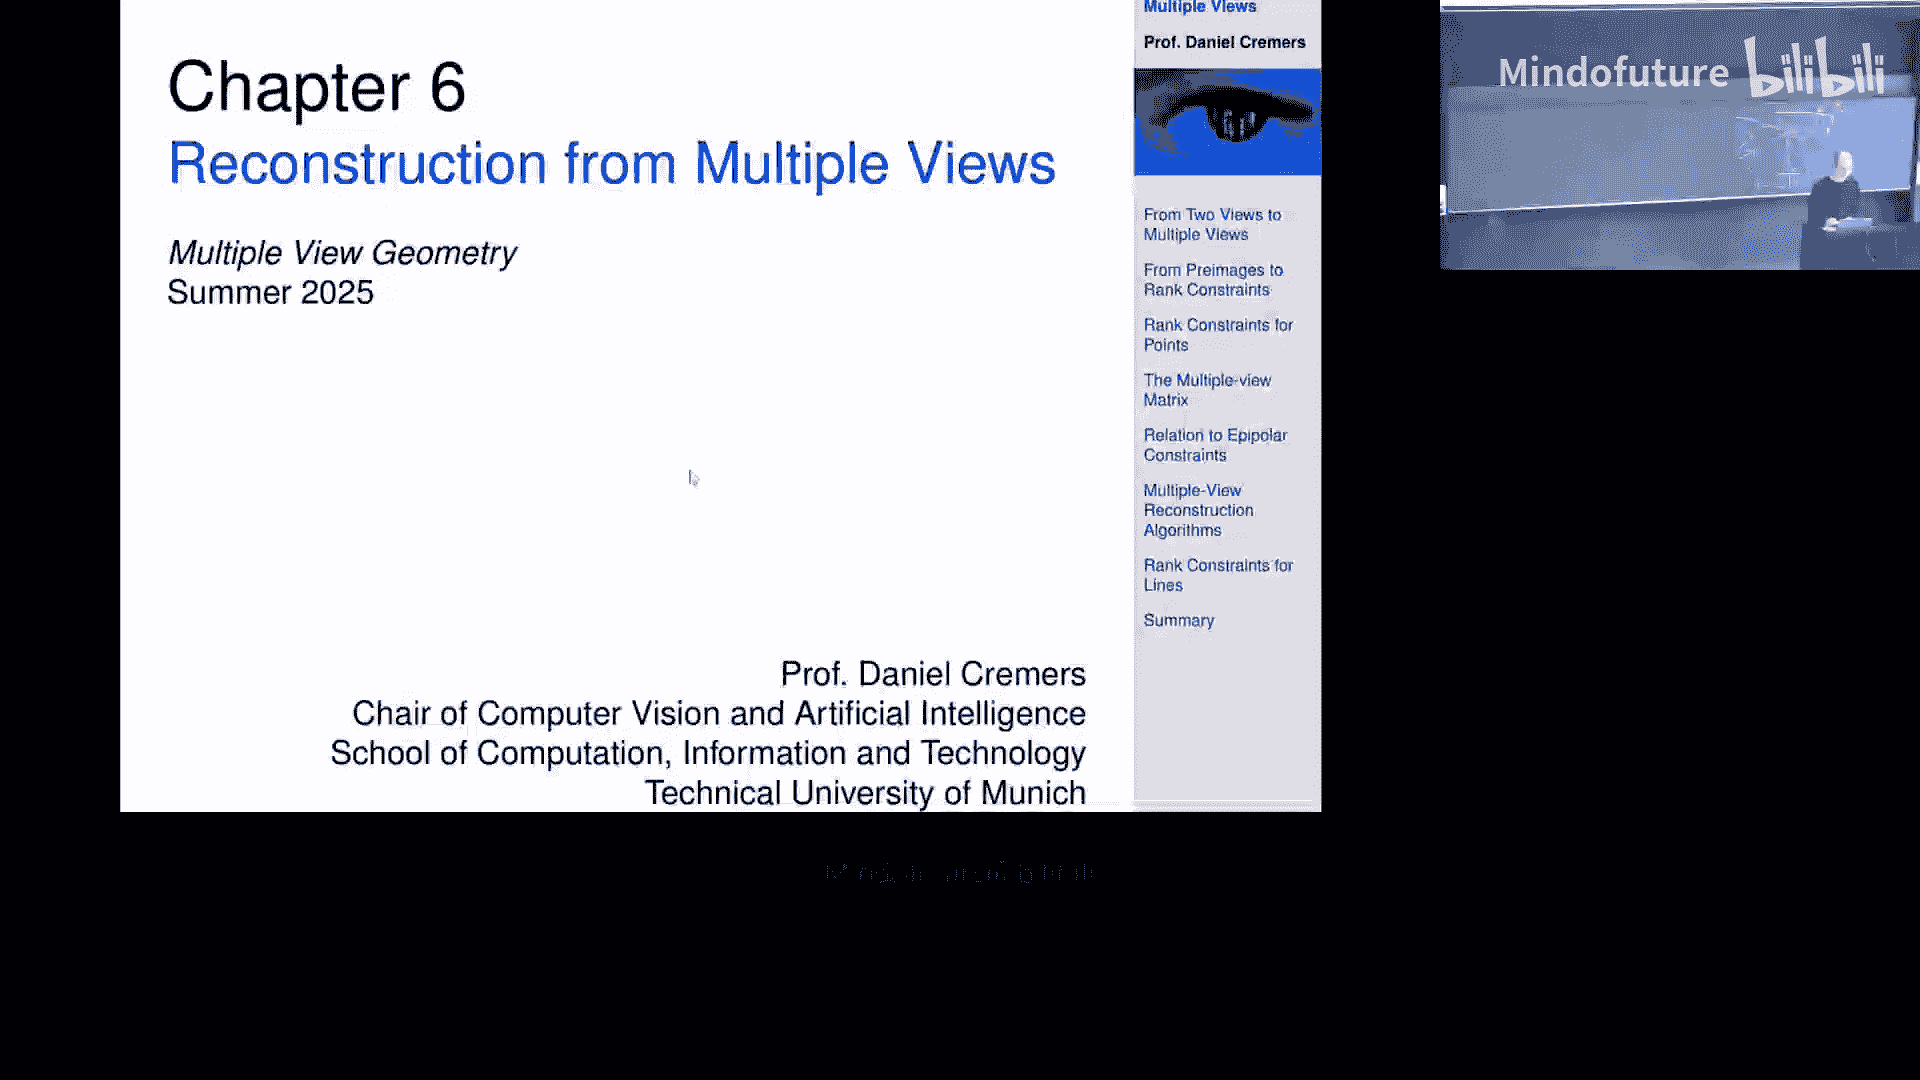 Chapter 6
Reconstruction from Multiple Views
Multiple View Geometry
Summer 2025
Prof. Daniel Cremers
Chair of Computer Vision and Artificial Intelligence
School of Computation, Information and Technology
Technical University of Munich
Multiple Views
Prof. Daniel Cremers
From Two Views to
Multiple Views
From Preimages to
Rank Constraints
Rank Constraints for
Points
The Multiple-view
Matrix
Relation to Epipolar
Constraints
Multiple-View
Reconstruction
Algorithms
Rank Constraints for
Lines
Summary
Mindofuture bilibili